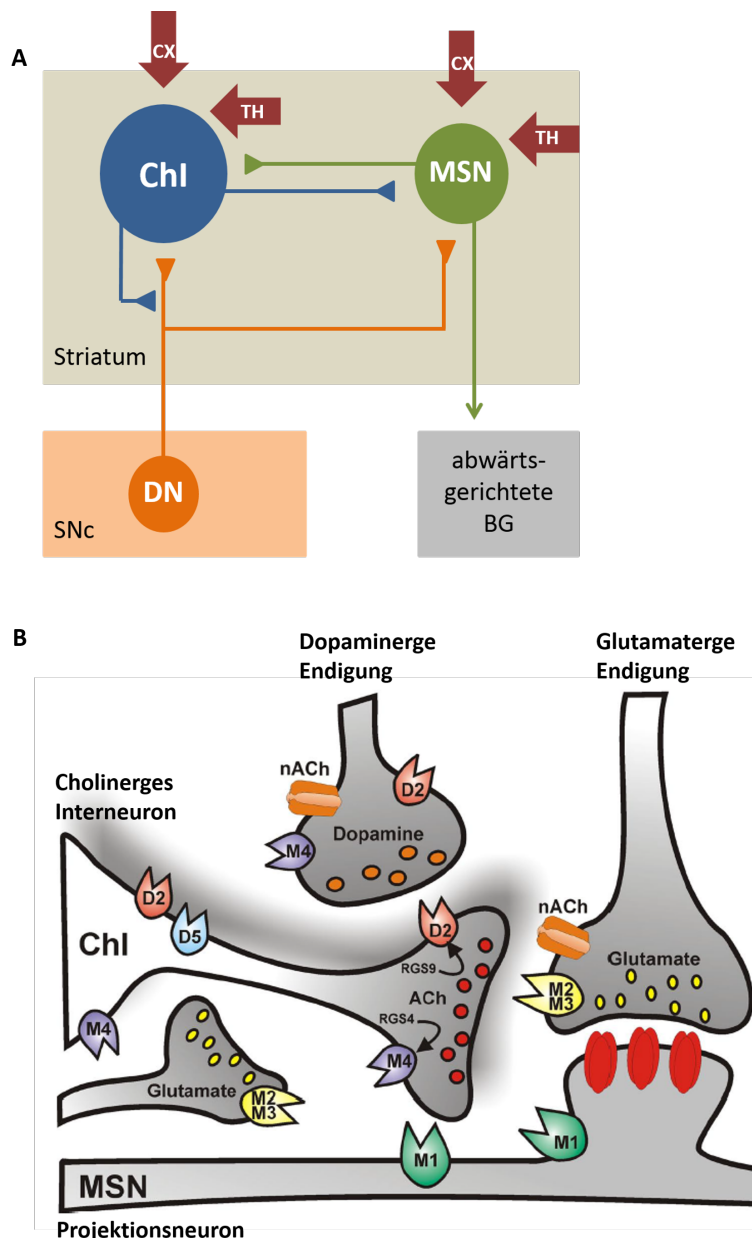 A
CX
CX
TH
TH
ChI
MSN
Striatum
DN
SNc
abwärts-
gerichtete
BG
B
Dopaminerge
Endigung
Glutamaterge
Endigung
Cholinerges
Interneuron
nACh
D2
Dopamine
M4
D2
D5
ChI
D2
RGS9
ACh
RGS4
M4
M4
nACh
Glutamate
M2
M3
Glutamate
M2
M3
M1
M1
MSN
Projektionsneuron